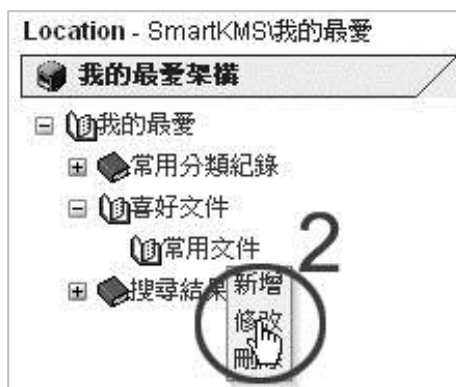 Location - SmartKMS\我的最愛
我的最愛架構
我的最愛
常用分類紀錄
喜好文件
常用文件
2
搜尋結果
新增
修改
刪除